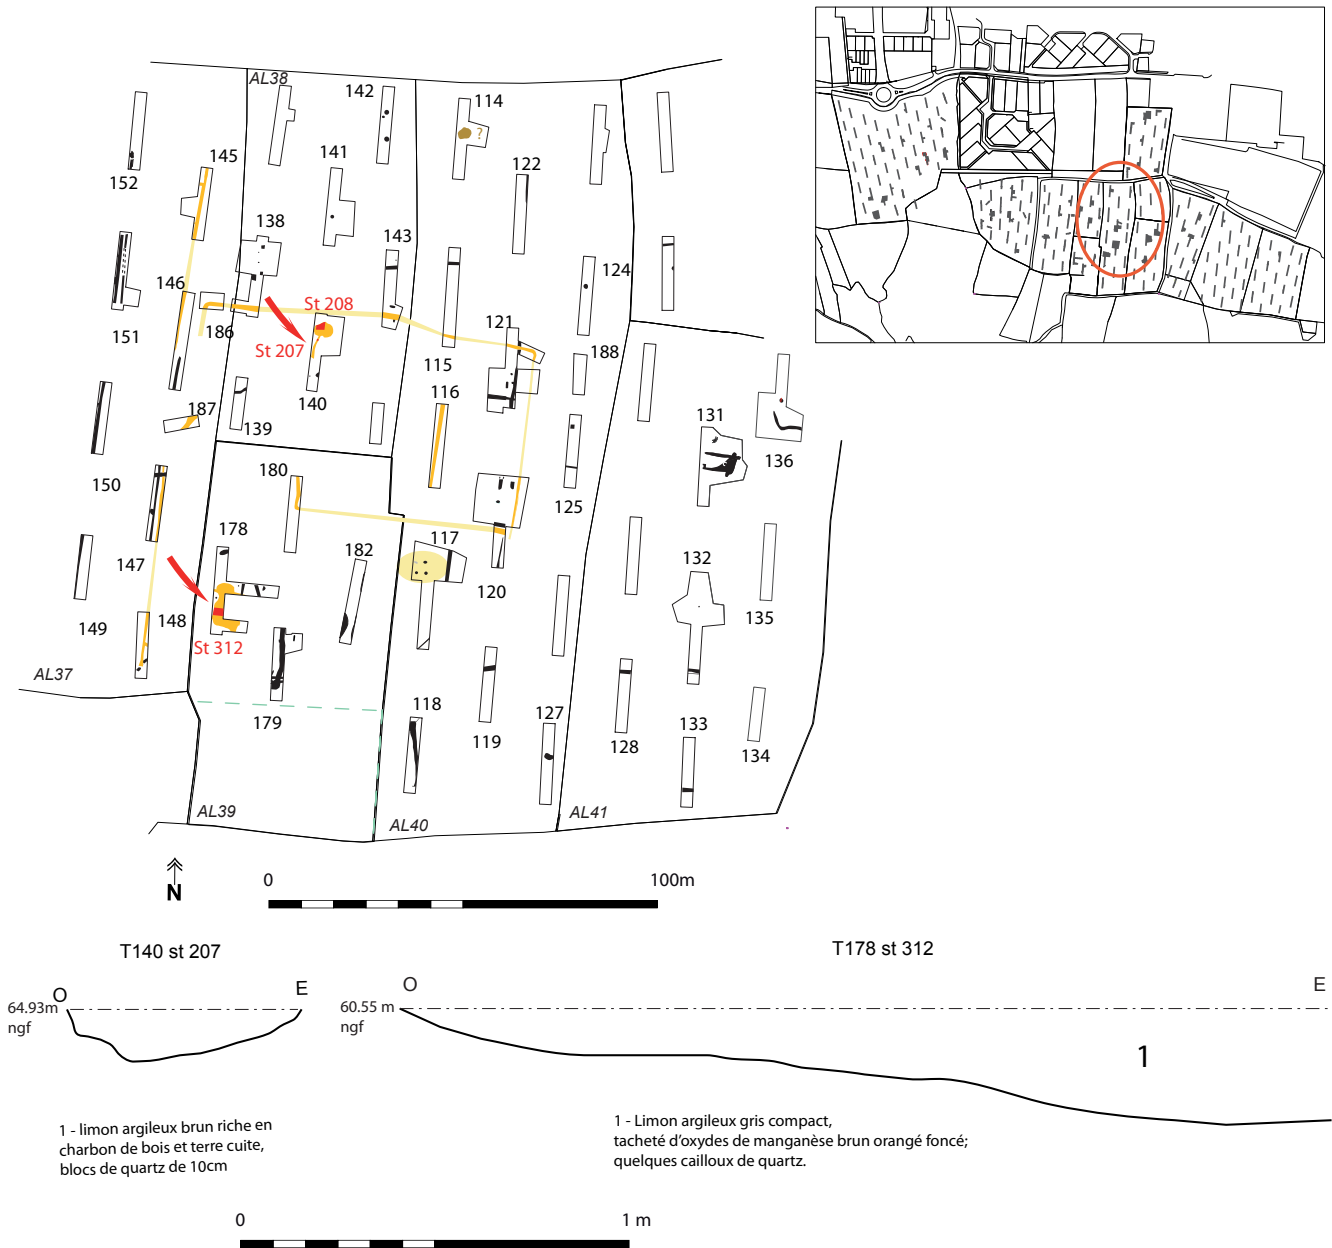 AL38
142
114
?
152
145
141
122
138
143
146
124
151
186
St 208
St 207
115
121
188
116
140
187
139
131
136
150
180
125
178
182
117
147
120
132
135
149
148
St 312
AL37
179
118
119
127
128
133
134
AL39
AL40
AL41
N
0
100m
T140 st 207
T178 st 312
O
E
64.93m
ngf
O
E
60.55 m
ngf
1
1 - limon argileux brun riche en
charbon de bois et terre cuite,
blocs de quartz de 10cm
1 - Limon argileux gris compact,
tacheté d'oxydes de manganèse brun orangé foncé;
quelques cailloux de quartz.
0
1 m